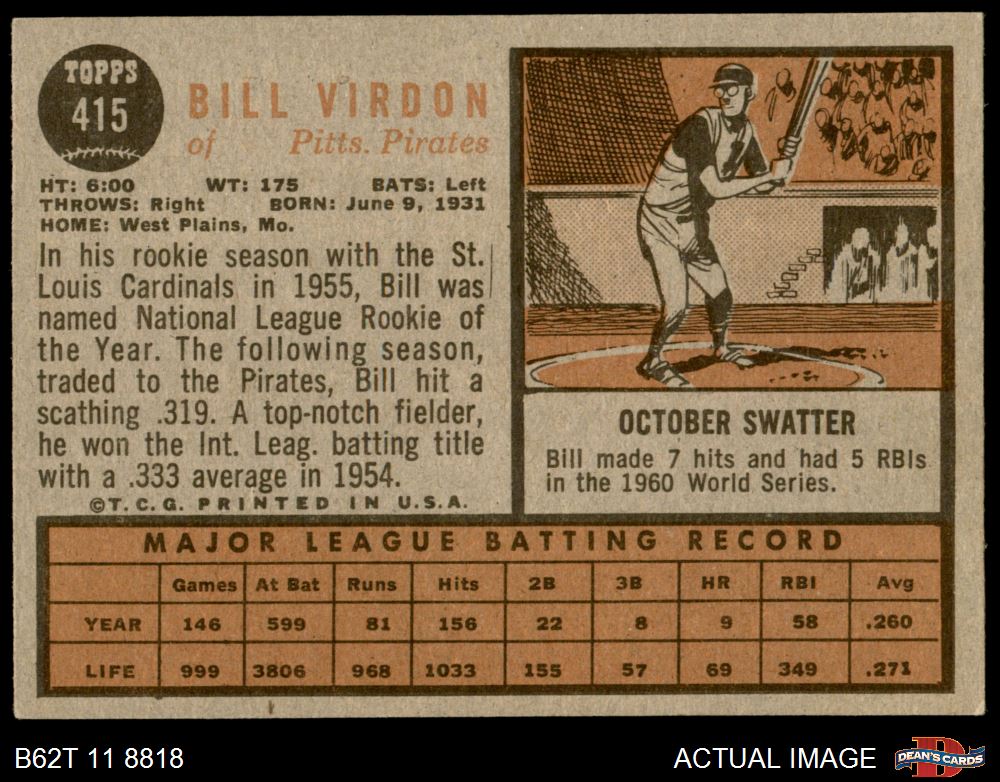 TOPPS
415
BILL VIRDON
of Pitts. Pirates
HT: 6:00 WT: 175 BATS: Left
THROWS: Right BORN: June 9, 1931
HOME: West Plains, Mo.
In his rookie season with the St.
Louis Cardinals in 1955, Bill was
named National League Rookie of
the Year. The following season,
traded to the Pirates, Bill hit a
scathing .319. A top-notch fielder,
he won the Int. Leag. batting title
with a .333 average in 1954.
©T.C.G. PRINTED IN U.S.A.
OCTOBER SWATTER
Bill made 7 hits and had 5 RBIs
in the 1960 World Series.
MAJOR LEAGUE BATTING RECORD
Games At Bat Runs Hits 2B 3B HR RBI Avg
YEAR 146 599 81 156 22 8 9 58 .260
LIFE 999 3806 968 1033 155 57 69 349 .271
B62T 11 8818
ACTUAL IMAGE
D
DEAN'S CARDS